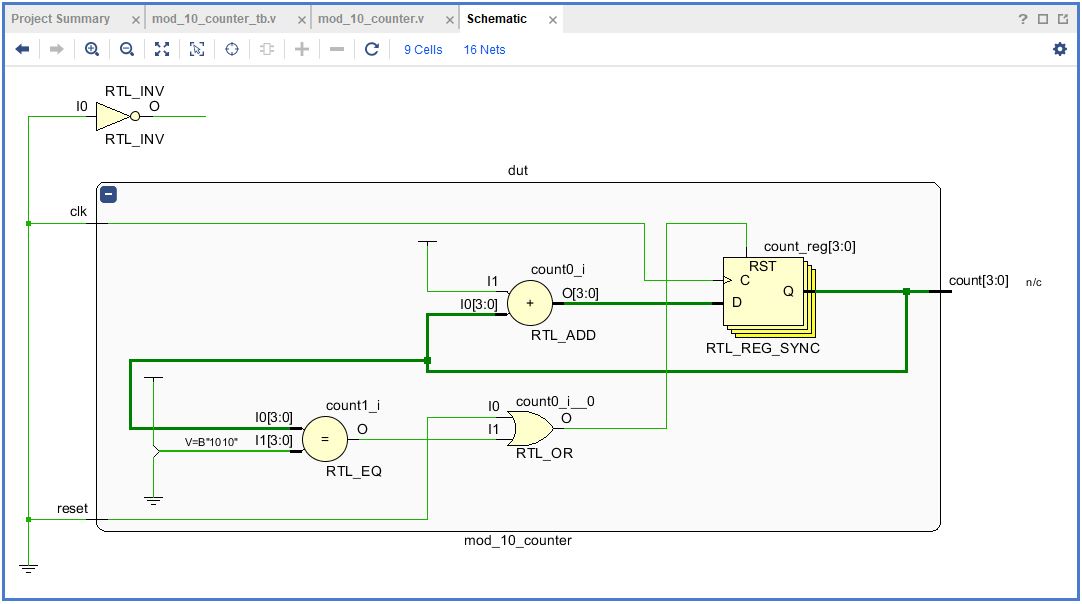 Project Summary × mod_10_counter_tb.v × mod_10_counter.v × Schematic × ?
9 Cells 16 Nets
RTL_INV
I0 O
RTL_INV
dut
clk
count_reg[3:0]
RST
count0_i
I1 C
O[3:0] Q count[3:0] n/c
I0[3:0] + D
RTL_ADD
RTL_REG_SYNC
count1_i count0_i__0
I0 O
I0[3:0] O I1
V=B"1010" I1[3:0] =
RTL_OR
RTL_EQ
reset
mod_10_counter